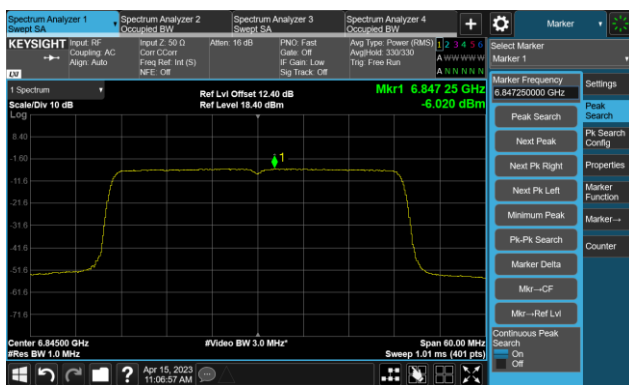 Spectrum Analyzer 1
Swept SA
Spectrum Analyzer 2
Occupied BW
Spectrum Analyzer 3
Swept SA
Spectrum Analyzer 4
Occupied BW
+
Marker
KEYSIGHT
Input: RF
Coupling: AC
Align: Auto
Input Z: 50 Ω
Corr CCorr
Freq Ref: Int (S)
NFE: Off
Atten: 16 dB
PNO: Fast
Gate: Off
IF Gain: Low
Sig Track: Off
Avg Type: Power (RMS)
Avg|Hold: 330/330
Trig: Free Run
1 2 3 4 5 6
A W W W W W
A N N N N N
LXI
Select Marker
Marker 1
1 Spectrum
Scale/Div 10 dB
Log
Ref Lvl Offset 12.40 dB
Ref Level 18.40 dBm
Mkr1 6.847 25 GHz
-6.020 dBm
8.40
-1.60
-11.6
-21.6
-31.6
-41.6
-51.6
-61.6
-71.6
1
Center 6.84500 GHz
#Res BW 1.0 MHz
#Video BW 3.0 MHz*
Span 60.00 MHz
Sweep 1.01 ms (401 pts)
Marker Frequency
6.847250000 GHz
Peak Search
Next Peak
Next Pk Right
Next Pk Left
Minimum Peak
Pk-Pk Search
Marker Delta
Mkr→CF
Mkr→Ref Lvl
Continuous Peak
Search
On
Off
Settings
Peak
Search
Pk Search
Config
Properties
Marker
Function
Marker→
Counter
?
Apr 15, 2023
11:06:57 AM